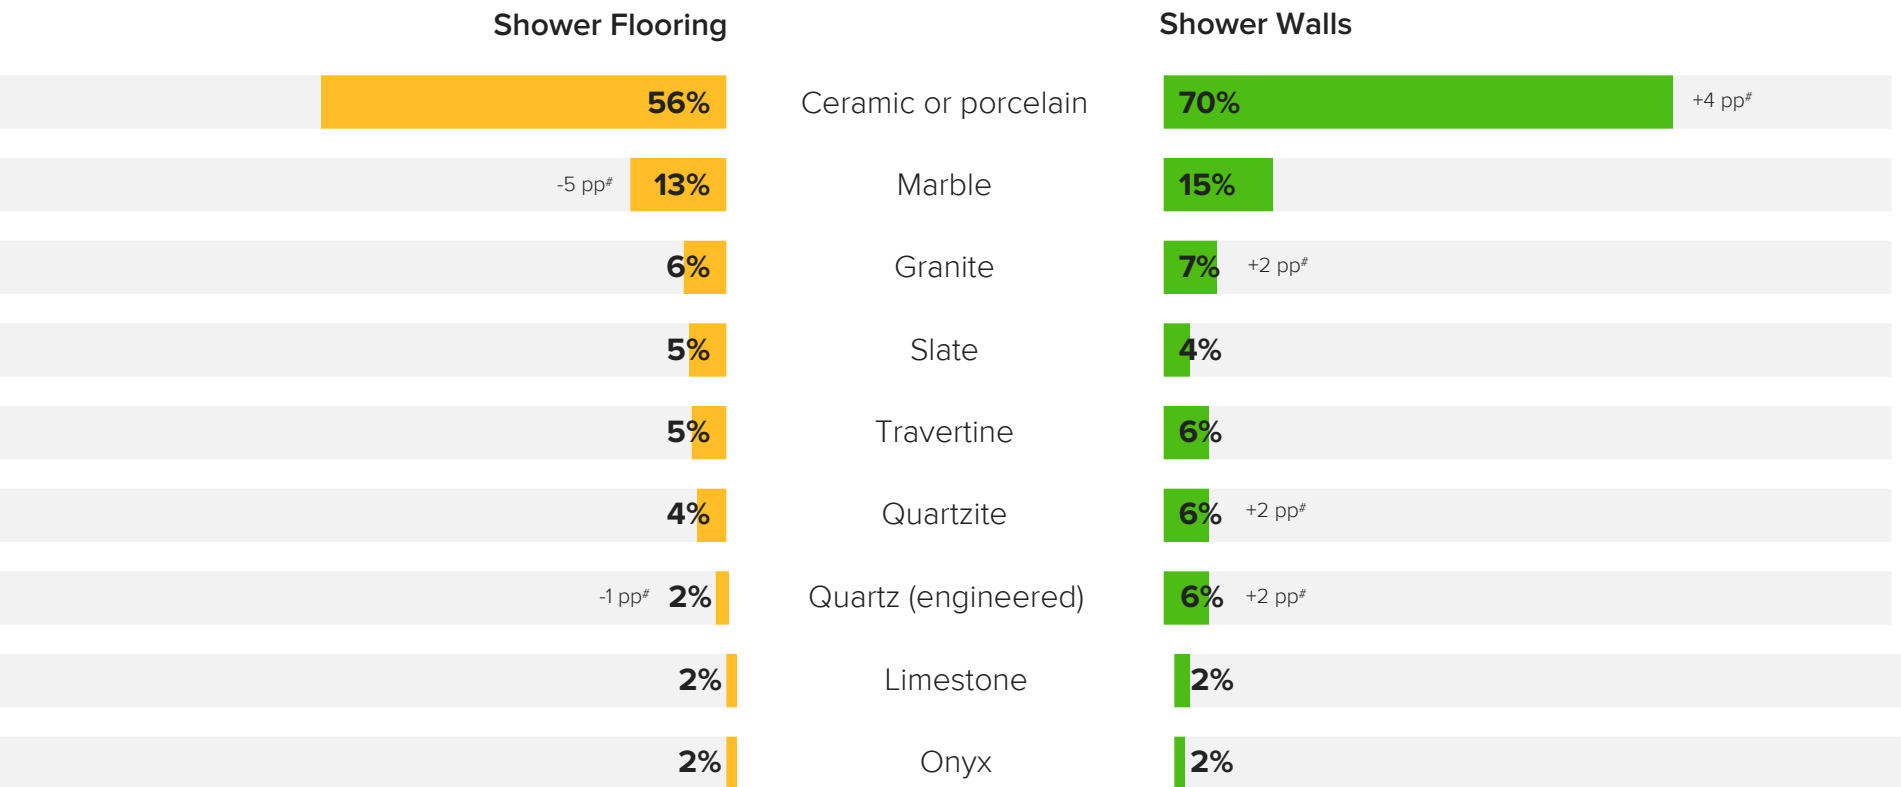 Shower Flooring Shower Walls
56% Ceramic or porcelain 70% +4 pp#
-5 pp# 13% Marble 15%
6% Granite 7% +2 pp#
5% Slate 4%
5% Travertine 6%
4% Quartzite 6% +2 pp#
-1 pp# 2% Quartz (engineered) 6% +2 pp#
2% Limestone 2%
2% Onyx 2%